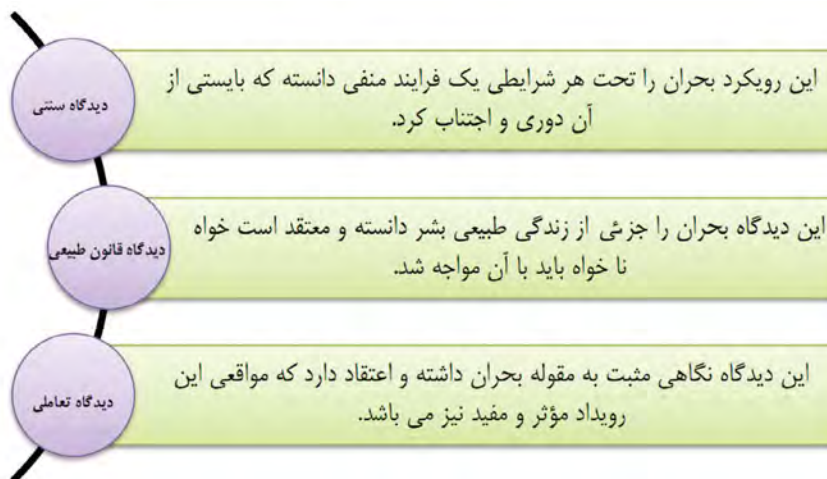 دیدگاه سنتی
این رویکرد بحران را تحت هر شرایطی یک فرایند منفی دانسته که بایستی از
آن دوری و اجتناب کرد.
دیدگاه قانون طبیعی
این دیدگاه بحران را جزئی از زندگی طبیعی بشر دانسته و معتقد است خواه
نا خواه باید با آن مواجه شد.
دیدگاه تعاملی
این دیدگاه نگاهی مثبت به مقوله بحران داشته و اعتقاد دارد که مواقعی این
رویداد مؤثر و مفید نیز می باشد.